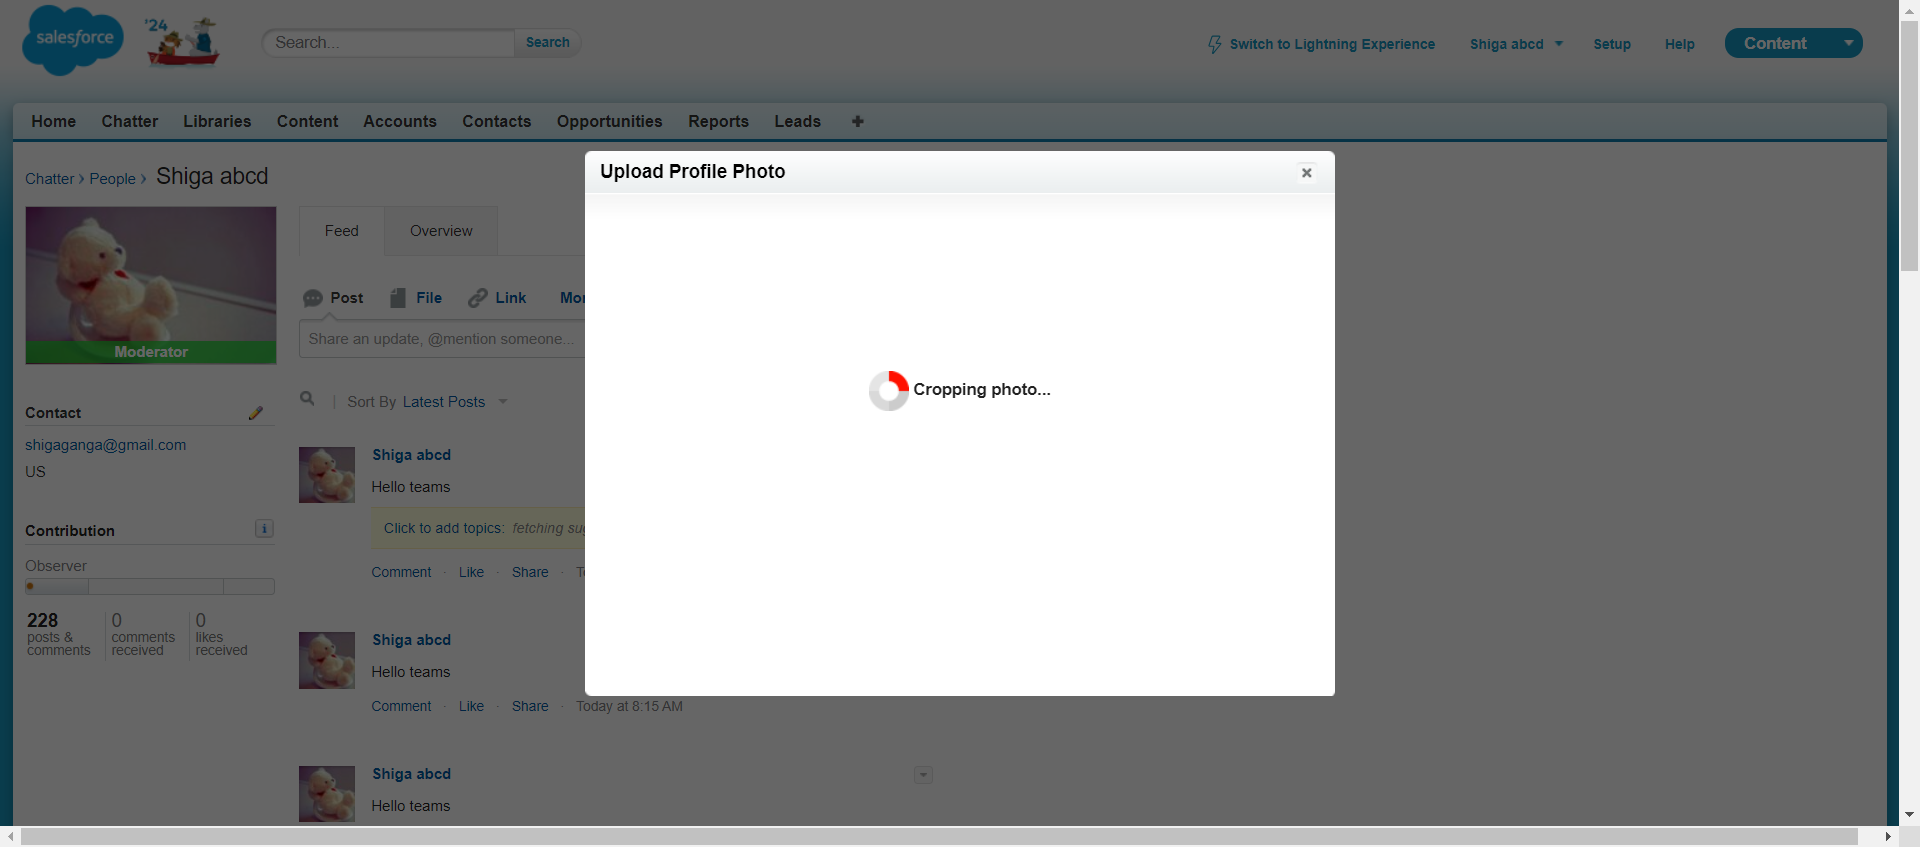 salesforce
'24
Search...
Search
Switch to Lightning Experience
Shiga abcd
Setup
Help
Content
Home
Chatter
Libraries
Content
Accounts
Contacts
Opportunities
Reports
Leads
Chatter › People › Shiga abcd
Moderator
Contact
shigaganga@gmail.com
US
Contribution
Observer
228
posts &
comments
0
comments
received
0
likes
received
Feed
Overview
Post
File
Link
Share an update, @mention someone...
Sort By Latest Posts
Shiga abcd
Hello teams
Click to add topics: fetching
Comment · Like · Share ·
Shiga abcd
Hello teams
Comment · Like · Share · Today at 8:15 AM
Shiga abcd
Hello teams
Upload Profile Photo
Cropping photo...